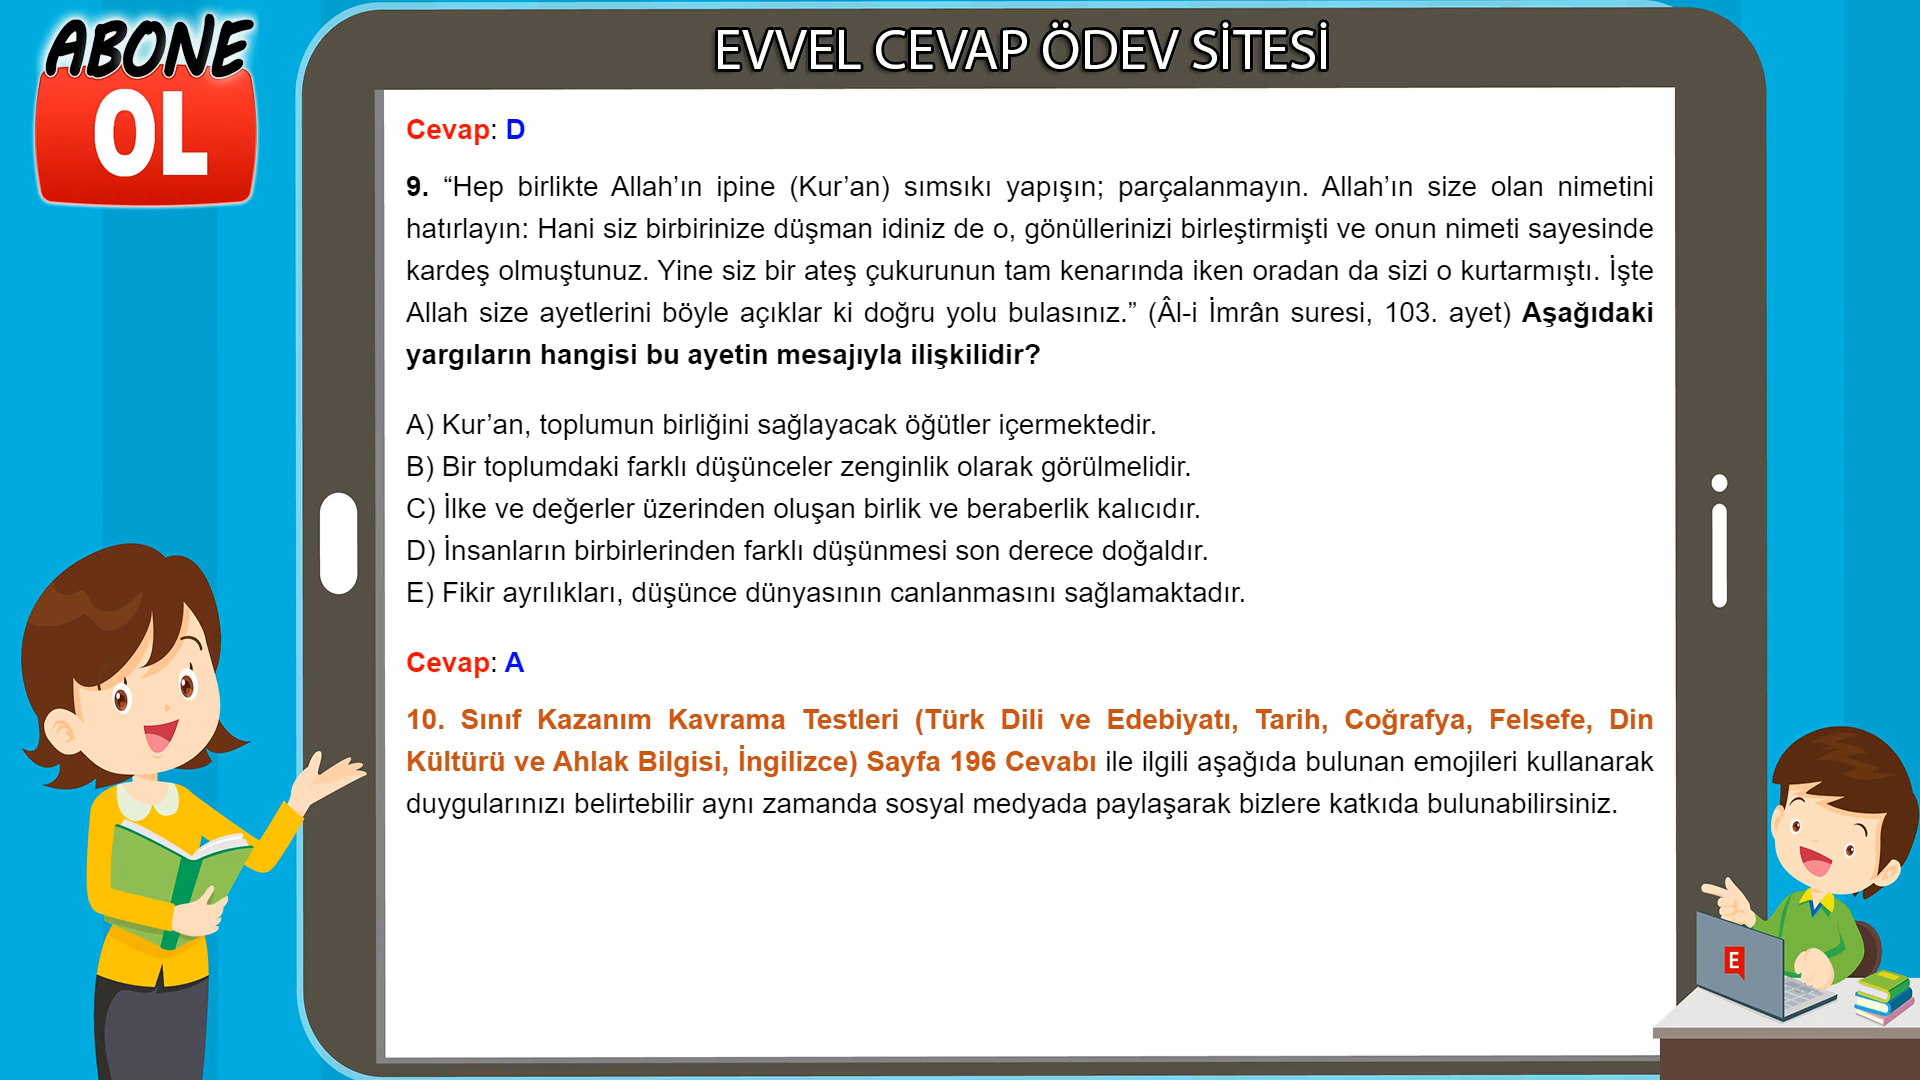 ABONE
OL
EVVEL CEVAP ÖDEV SİTESİ
Cevap: D
9. “Hep birlikte Allah’ın ipine (Kur’an) sımsıkı yapışın; parçalanmayın. Allah’ın size olan nimetini
hatırlayın: Hani siz birbirinize düşman idiniz de o, gönüllerinizi birleştirmişti ve onun nimeti sayesinde
kardeş olmuştunuz. Yine siz bir ateş çukurunun tam kenarında iken oradan da sizi o kurtarmıştı. İşte
Allah size ayetlerini böyle açıklar ki doğru yolu bulasınız.” (Âl-i İmrân suresi, 103. ayet) Aşağıdaki
yargıların hangisi bu ayetin mesajıyla ilişkilidir?
A) Kur’an, toplumun birliğini sağlayacak öğütler içermektedir.
B) Bir toplumdaki farklı düşünceler zenginlik olarak görülmelidir.
C) İlke ve değerler üzerinden oluşan birlik ve beraberlik kalıcıdır.
D) İnsanların birbirlerinden farklı düşünmesi son derece doğaldır.
E) Fikir ayrılıkları, düşünce dünyasının canlanmasını sağlamaktadır.
Cevap: A
10. Sınıf Kazanım Kavrama Testleri (Türk Dili ve Edebiyatı, Tarih, Coğrafya, Felsefe, Din
Kültürü ve Ahlak Bilgisi, İngilizce) Sayfa 196 Cevabı ile ilgili aşağıda bulunan emojileri kullanarak
duygularınızı belirtebilir aynı zamanda sosyal medyada paylaşarak bizlere katkıda bulunabilirsiniz.
E